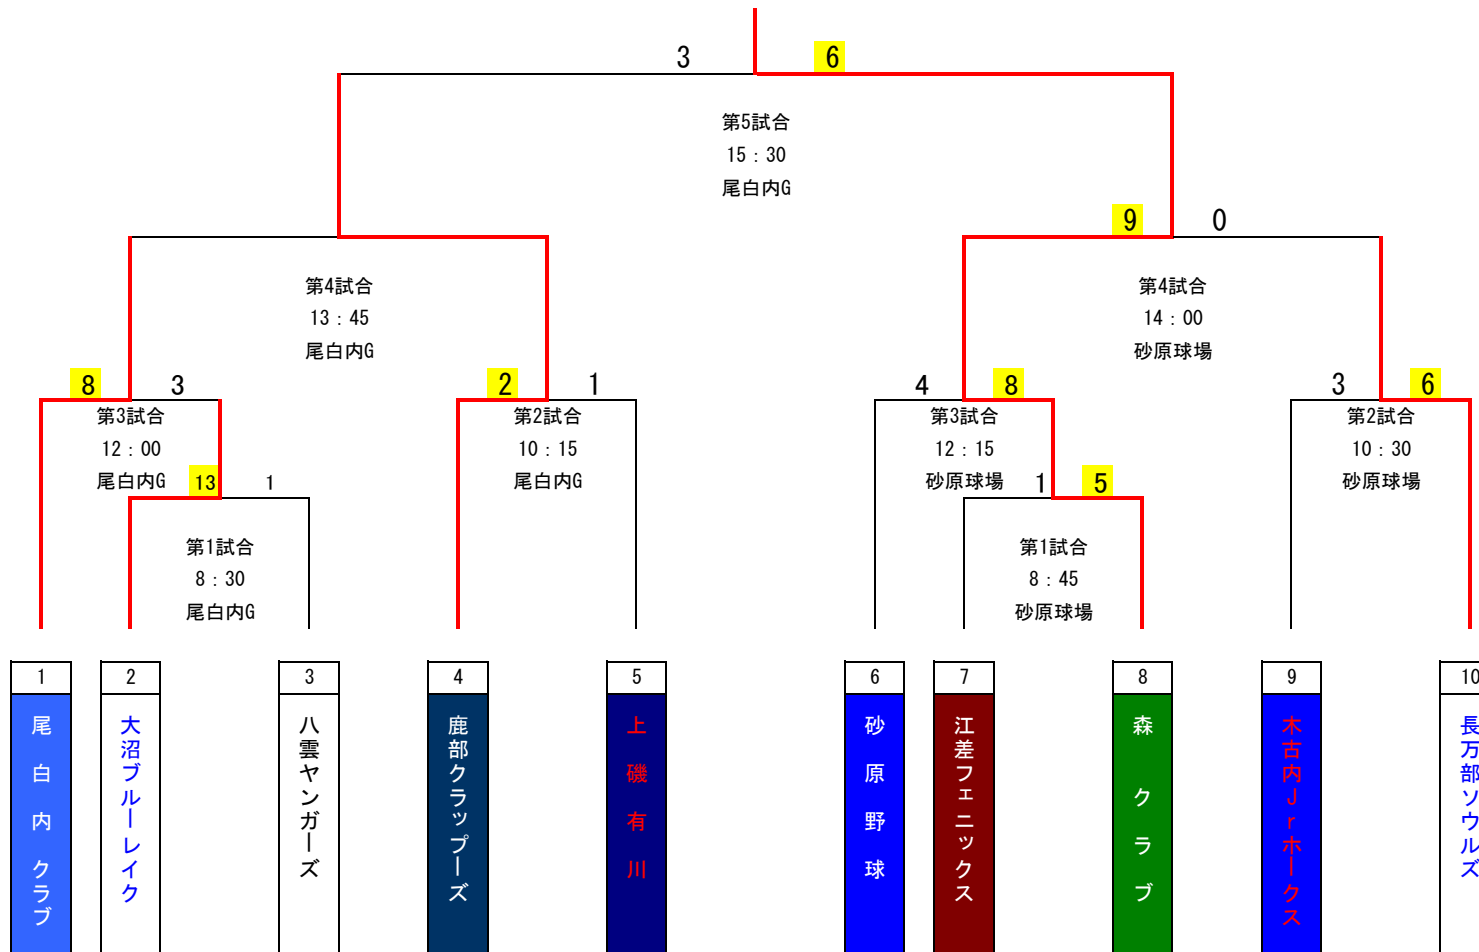 3 6
第5試合
15：30
尾白内G
9 0
第4試合
13：45
尾白内G
第4試合
14：00
砂原球場
8 3
第3試合
12：00
尾白内G
2 1
第2試合
10：15
尾白内G
4 8
第3試合
12：15
砂原球場
3 6
第2試合
10：30
砂原球場
13 1
第1試合
8：30
尾白内G
1 5
第1試合
8：45
砂原球場
1
尾白内クラブ
2
大沼ブルーレイク
3
八雲ヤンガーズ
4
鹿部クラップーズ
5
上磯有川
6
砂原野球
7
江差フェニックス
8
森 クラブ
9
木古内Jrホークス
10
長万部ソウルズ